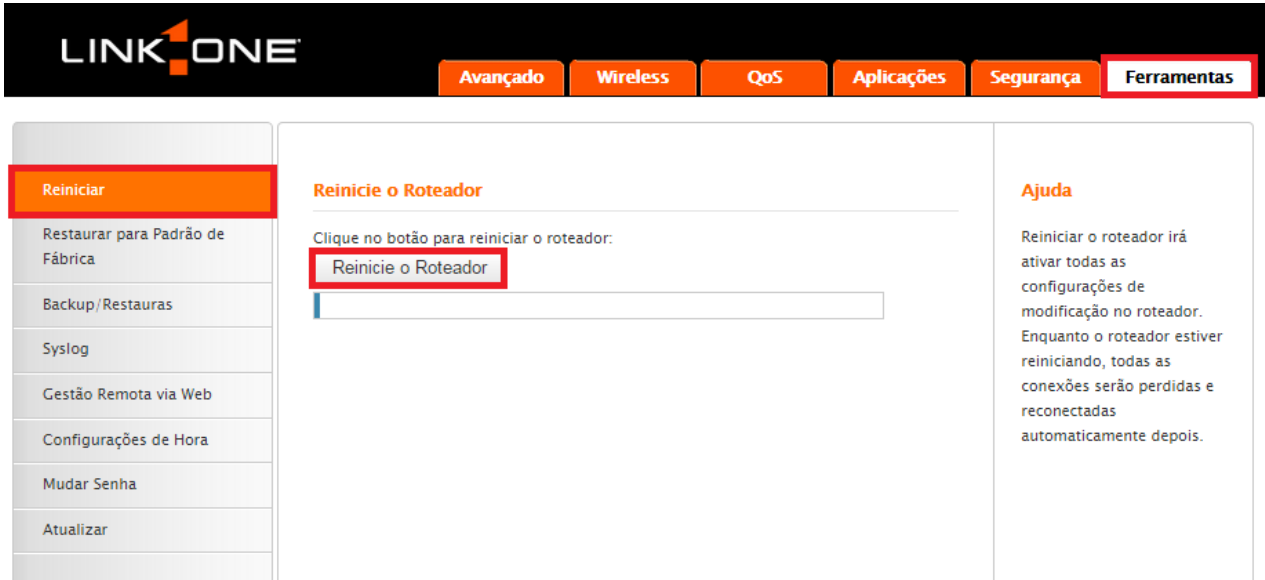 LINK ONE
Avançado
Wireless
QoS
Aplicações
Segurança
Ferramentas
Reiniciar
Restaurar para Padrão de
Fábrica
Backup/Restauras
Syslog
Gestão Remota via Web
Configurações de Hora
Mudar Senha
Atualizar
Reinicie o Roteador
Clique no botão para reiniciar o roteador:
Reinicie o Roteador
Ajuda
Reiniciar o roteador irá
ativar todas as
configurações de
modificação no roteador.
Enquanto o roteador estiver
reiniciando, todas as
conexões serão perdidas e
reconectadas
automaticamente depois.